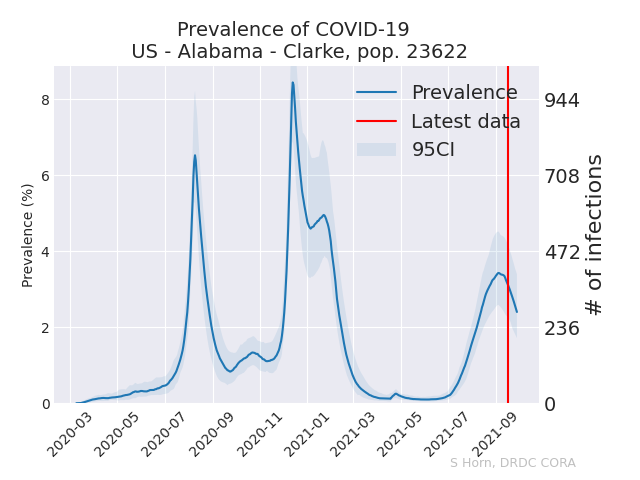 Prevalence of COVID-19
US - Alabama - Clarke, pop. 23622
Prevalence
Latest data
95CI
Prevalence (%)
8
6
4
2
0
# of infections
944
708
472
236
0
2020-03
2020-05
2020-07
2020-09
2020-11
2021-01
2021-03
2021-05
2021-07
2021-09
S Horn, DRDC CORA